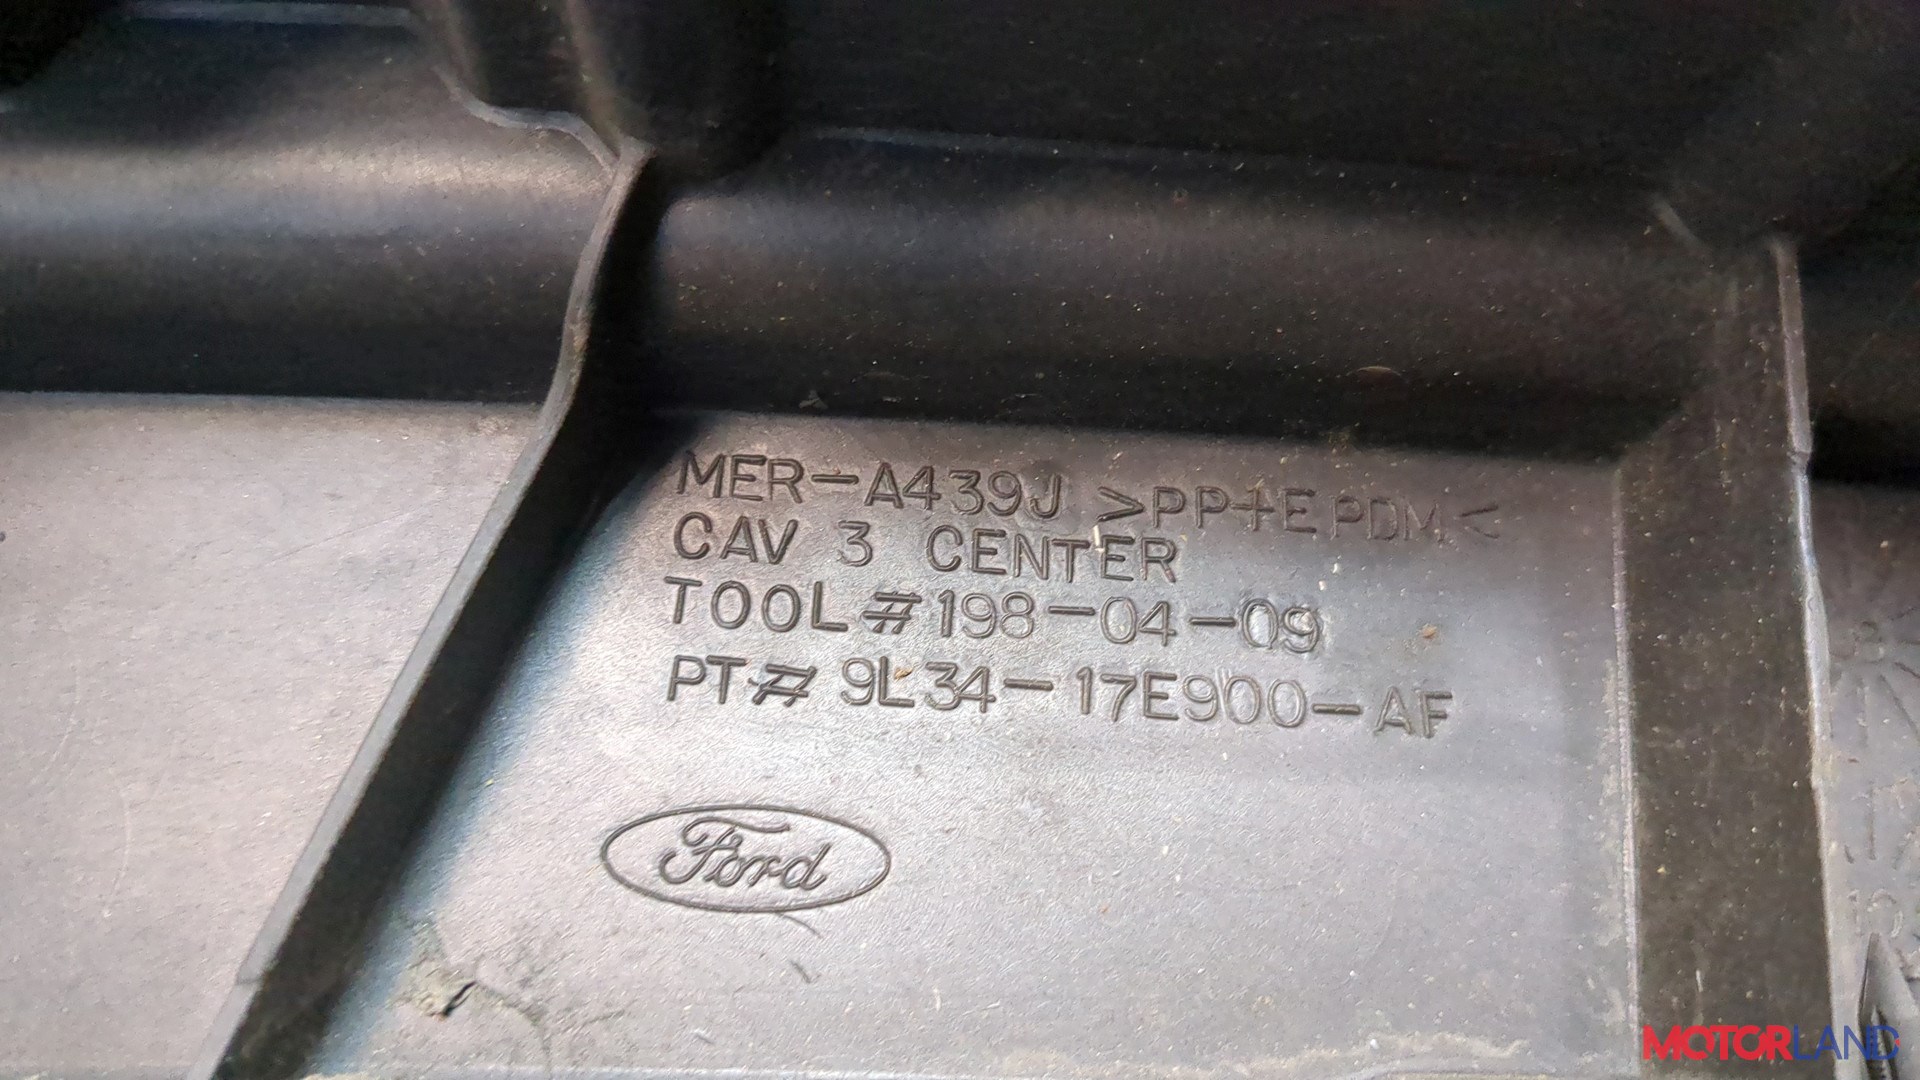 MER-A439J >PP+EPDM<
CAV 3 CENTER
TOOL#198-04-09
PT# 9L34-17E900-AF
Ford
MOTORLAND